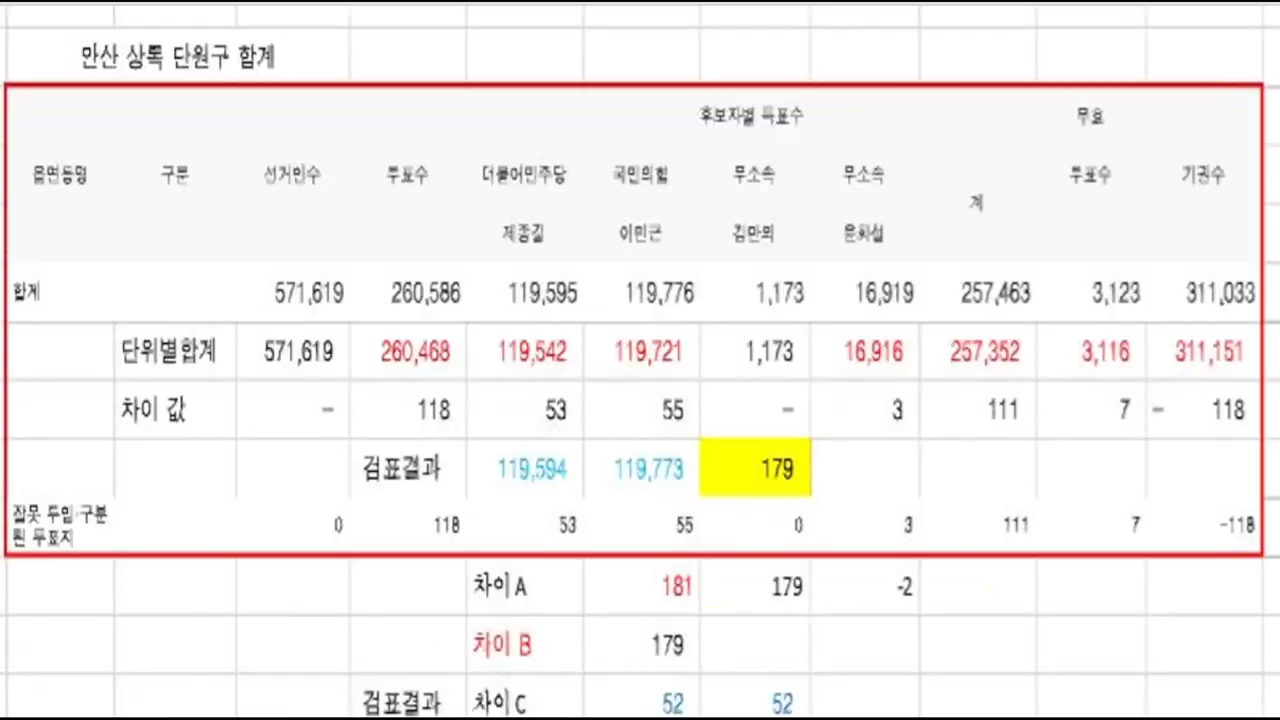 안산 상록 단원구 합계
후보자별 득표수 무효
읍면동명 구분 선거인수 투표수 더불어민주당 국민의힘 무소속 무소속 계 투표수 기권수
제종길 이민근 김만의 윤화섭
합계 571,619 260,586 119,595 119,776 1,173 16,919 257,463 3,123 311,033
단위별합계 571,619 260,468 119,542 119,721 1,173 16,916 257,352 3,116 311,151
차이 값 – 118 53 55 – 3 111 7 – 118
검표결과 119,594 119,773 179
잘못 투입·구분
된 투표지 0 118 53 55 0 3 111 7 -118
차이 A 181 179 -2
차이 B 179
검표결과 차이 C 52 52